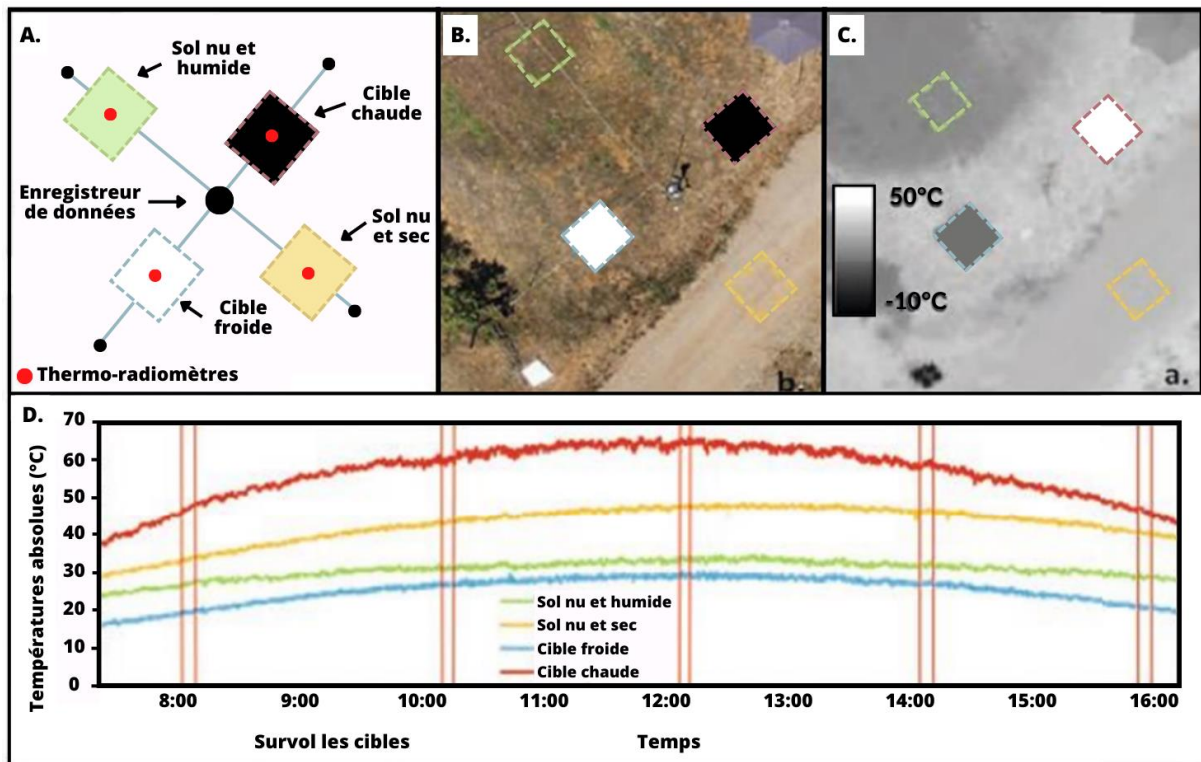 A.
Sol nu et
humide
Cible
chaude
Enregistreur
de données
Sol nu
et sec
Cible
froide
Thermo-radiomètres
B.
b.
C.
50°C
-10°C
a.
D.
Températures absolues (°C)
70
60
50
40
30
20
10
0
Sol nu et humide
Sol nu et sec
Cible froide
Cible chaude
8:00 9:00 10:00 11:00 12:00 13:00 14:00 15:00 16:00
Survol les cibles Temps